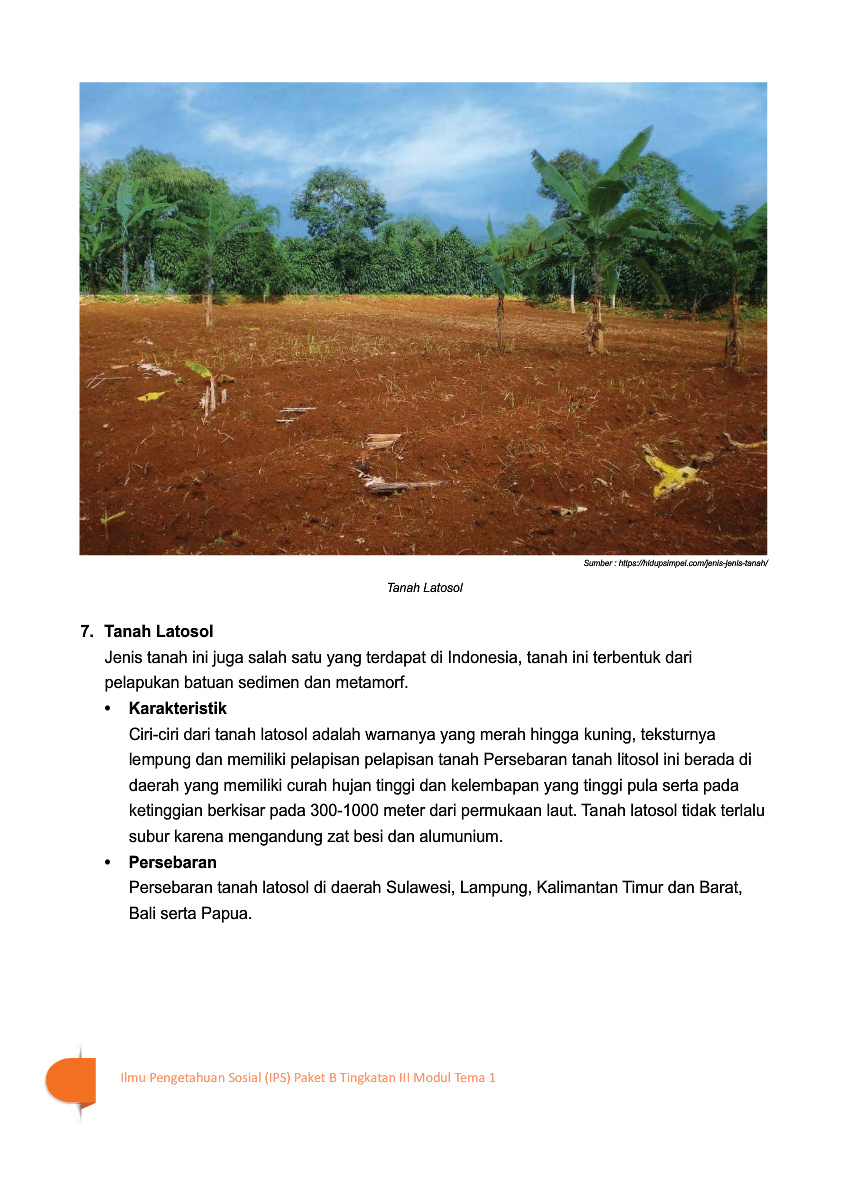 Sumber : https://hidupsimpel.com/jenis-jenis-tanah/
Tanah Latosol
7. Tanah Latosol
Jenis tanah ini juga salah satu yang terdapat di Indonesia, tanah ini terbentuk dari
pelapukan batuan sedimen dan metamorf.
• Karakteristik
Ciri-ciri dari tanah latosol adalah warnanya yang merah hingga kuning, teksturnya
lempung dan memiliki pelapisan pelapisan tanah Persebaran tanah litosol ini berada di
daerah yang memiliki curah hujan tinggi dan kelembapan yang tinggi pula serta pada
ketinggian berkisar pada 300-1000 meter dari permukaan laut. Tanah latosol tidak terlalu
subur karena mengandung zat besi dan alumunium.
• Persebaran
Persebaran tanah latosol di daerah Sulawesi, Lampung, Kalimantan Timur dan Barat,
Bali serta Papua.
Ilmu Pengetahuan Sosial (IPS) Paket B Tingkatan III Modul Tema 1